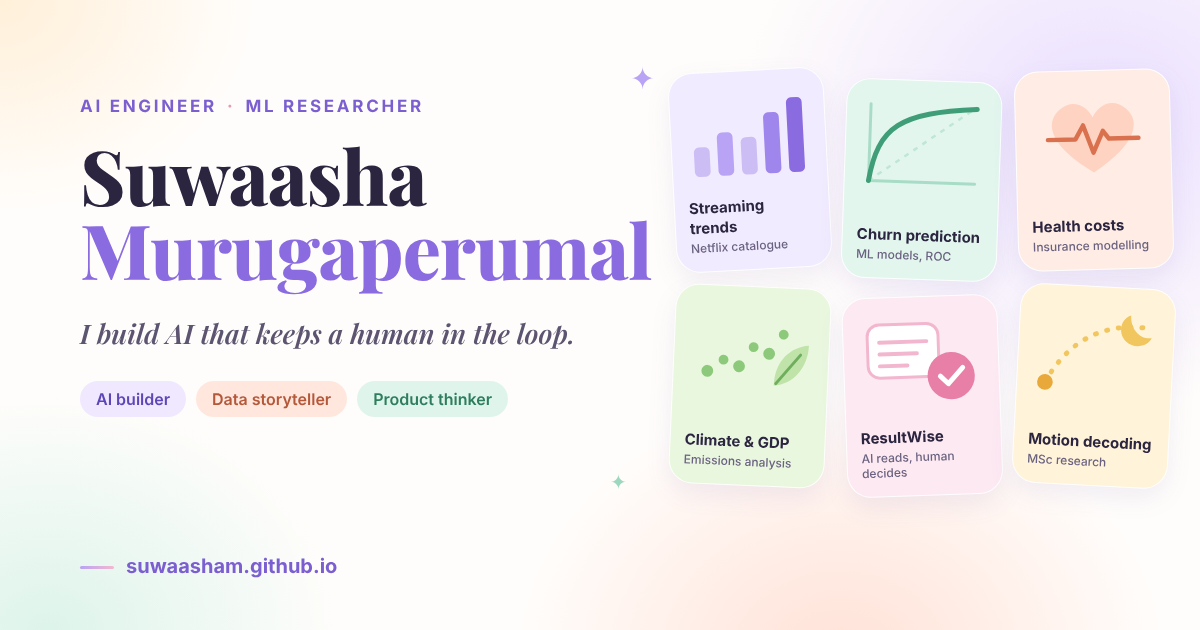 AI ENGINEER · ML RESEARCHER
Suwaasha
Murugaperumal
I build AI that keeps a human in the loop.
AI builder
Data storyteller
Product thinker
suwaasham.github.io
Streaming
trends
Netflix catalogue
Churn prediction
ML models, ROC
Health costs
Insurance modelling
Climate & GDP
Emissions analysis
ResultWise
AI reads, human
decides
Motion decoding
MSc research